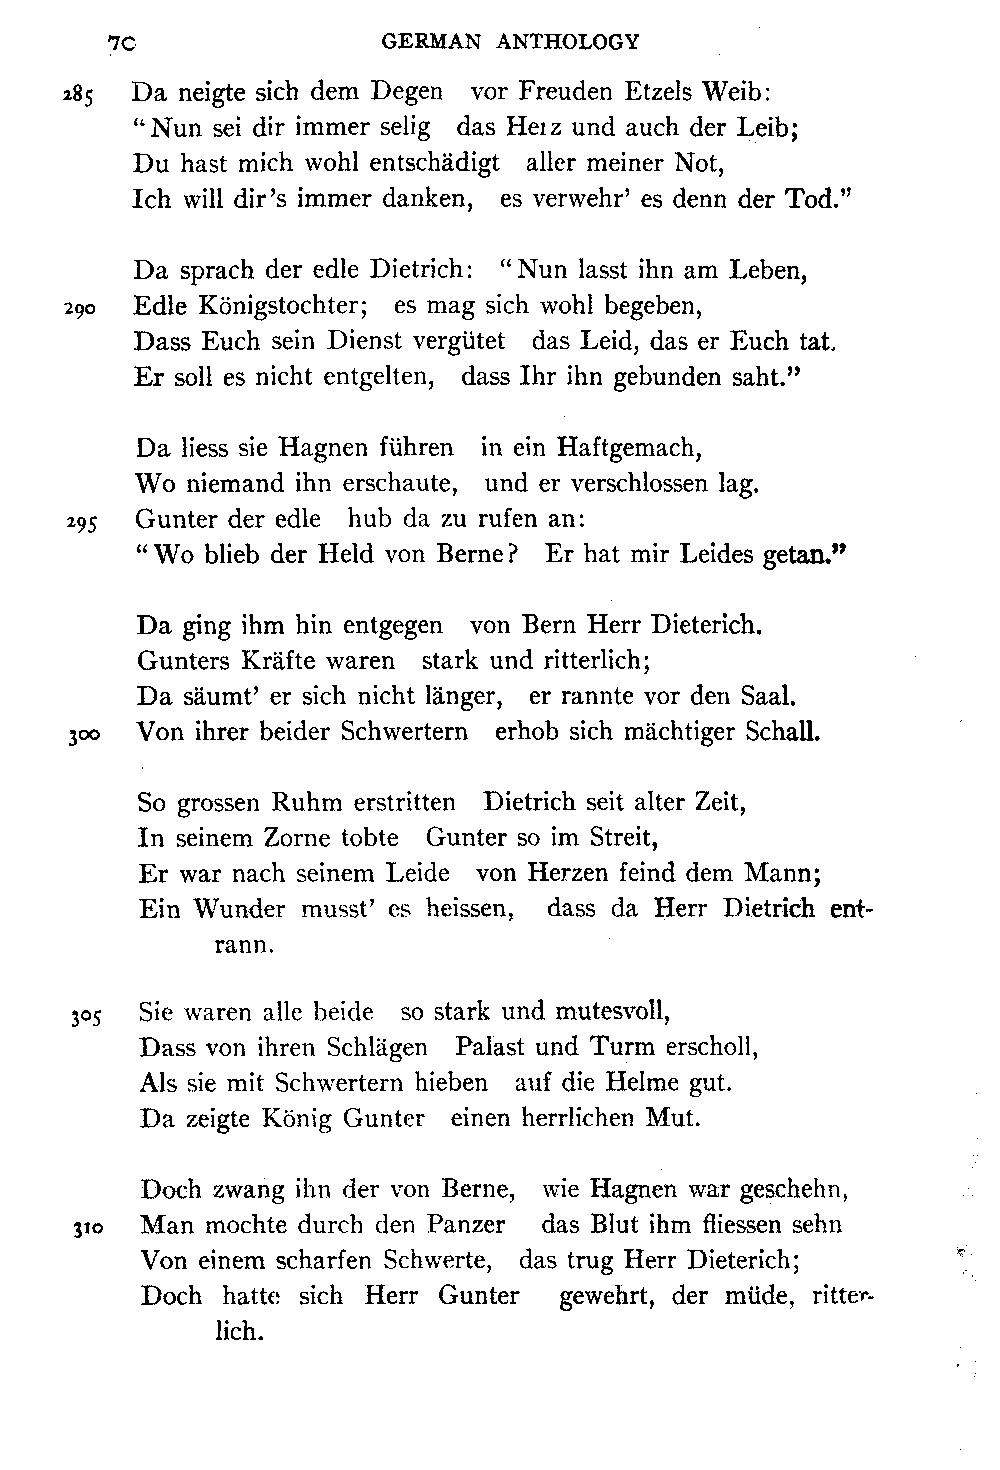 70 GERMAN ANTHOLOGY
285 Da neigte sich dem Degen vor Freuden Etzels Weib:
“Nun sei dir immer selig das Herz und auch der Leib;
Du hast mich wohl entschädigt aller meiner Not,
Ich will dir’s immer danken, es verwehr’ es denn der Tod.”
Da sprach der edle Dietrich: “Nun lasst ihn am Leben,
290 Edle Königstochter; es mag sich wohl begeben,
Dass Euch sein Dienst vergütet das Leid, das er Euch tat.
Er soll es nicht entgelten, dass Ihr ihn gebunden saht.”
Da liess sie Hagnen führen in ein Haftgemach,
Wo niemand ihn erschaute, und er verschlossen lag.
295 Gunter der edle hub da zu rufen an:
“Wo blieb der Held von Berne? Er hat mir Leides getan.”
Da ging ihm hin entgegen von Bern Herr Dieterich.
Gunters Kräfte waren stark und ritterlich;
Da säumt’ er sich nicht länger, er rannte vor den Saal.
300 Von ihrer beider Schwertern erhob sich mächtiger Schall.
So grossen Ruhm erstritten Dietrich seit alter Zeit,
In seinem Zorne tobte Gunter so im Streit,
Er war nach seinem Leide von Herzen feind dem Mann;
Ein Wunder musst’ es heissen, dass da Herr Dietrich ent-
rann.
305 Sie waren alle beide so stark und mutesvoll,
Dass von ihren Schlägen Palast und Turm erscholl,
Als sie mit Schwertern hieben auf die Helme gut.
Da zeigte König Gunter einen herrlichen Mut.
Doch zwang ihn der von Berne, wie Hagnen war geschehn,
310 Man mochte durch den Panzer das Blut ihm fliessen sehn
Von einem scharfen Schwerte, das trug Herr Dieterich;
Doch hatte sich Herr Gunter gewehrt, der müde, ritter-
lich.